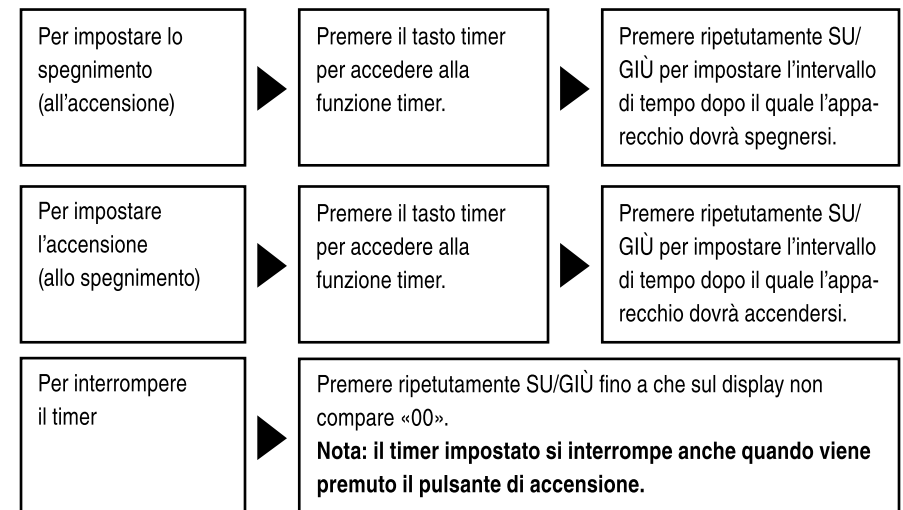 Per impostare lo
spegnimento
(all'accensione)
Premere il tasto timer
per accedere alla
funzione timer.
Premere ripetutamente SU/
GIÙ per impostare l'intervallo
di tempo dopo il quale l'appa-
recchio dovrà spegnersi.
Per impostare
l'accensione
(allo spegnimento)
Premere il tasto timer
per accedere alla
funzione timer.
Premere ripetutamente SU/
GIÙ per impostare l'intervallo
di tempo dopo il quale l'appa-
recchio dovrà accendersi.
Per interrompere
il timer
Premere ripetutamente SU/GIÙ fino a che sul display non
compare «00».
Nota: il timer impostato si interrompe anche quando viene
premuto il pulsante di accensione.